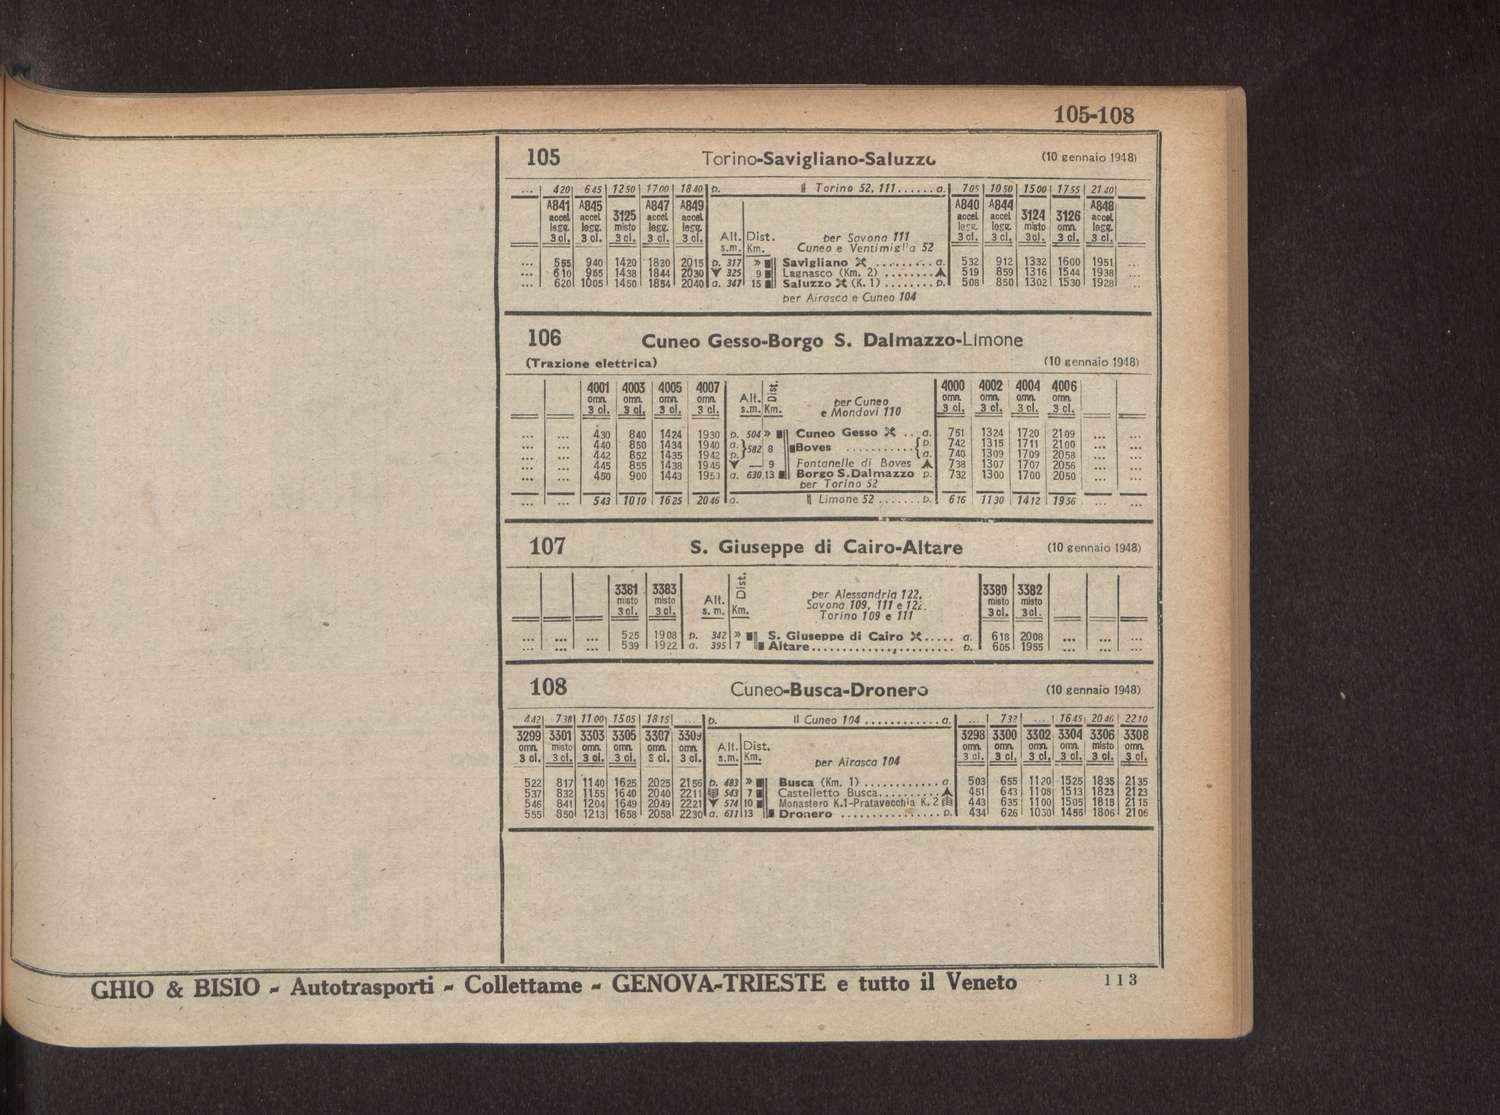 105-108
105 Torino-Savigliano-Saluzzo (10 gennaio 1948)
... 420 645 1250 1700 1840 p. Torino 52, 111...... a. 705 1050 1500 1755 2140
A841 A845 3125 A847 A849 A840 A844 3124 3126 A848
accel. accel. misto accel. accel. accel. accel. misto omn. accel.
legg. legg. 3 cl. legg. legg. legg. legg. 3 cl. 3 cl. legg.
3 cl. 3 cl. 3 cl. 3 cl. 3 cl. 3 cl. 3 cl.
Alt. Dist. per Savona 111
s.m. Km. Cuneo e Ventimiglia 52
... 555 940 1420 1830 2015 p. 317 » Savigliano ........ a. 532 912 1332 1600 1951 ...
... 610 955 1438 1844 2030 325 9 Lagnasco (Km. 2) ........ 519 859 1316 1544 1938 ...
... 620 1005 1450 1854 2040 a. 347 15 Saluzzo (K. 1) ........ p. 508 850 1302 1530 1928 ...
per Airasca e Cuneo 104
106 Cuneo Gesso-Borgo S. Dalmazzo-Limone
(Trazione elettrica) (10 gennaio 1948)
4001 4003 4005 4007 4000 4002 4004 4006
omn. omn. omn. omn. Alt. Dist. per Cuneo omn. omn. omn. omn.
3 cl. 3 cl. 3 cl. 3 cl. s.m. Km. e Mondovì 110 3 cl. 3 cl. 3 cl. 3 cl.
... ... 430 840 1424 1930 p. 504 » Cuneo Gesso .. a. 751 1324 1720 2109 ... ...
... ... 440 850 1434 1940 a. 582 8 Boves .......... p. 742 1315 1711 2100 ... ...
... ... 442 852 1435 1942 p. a. 740 1309 1709 2058 ... ...
... ... 445 855 1438 1945 — 9 Fontanelle di Boves 738 1307 1707 2056 ... ...
... ... 450 900 1443 1950 a. 630 13 Borgo S.Dalmazzo p. 732 1300 1700 2050 ... ...
per Torino 52
... ... 543 1010 1625 2046 a. Limone 52 ....... p. 616 1130 1412 1956 ... ...
107 S. Giuseppe di Cairo-Altare (10 gennaio 1948)
3381 3383 per Alessandria 122, 3380 3382
misto misto Alt. Dist. Savona 109, 111 e 122. misto misto
3 cl. 3 cl. s. m. Km. Torino 109 e 111 3 cl. 3 cl.
... ... ... 525 1908 p. 342 » S. Giuseppe di Cairo ..... a. 618 2008 ... ... ...
... ... ... 539 1922 a. 395 7 Altare........................ p. 605 1955 ... ... ...
108 Cuneo-Busca-Dronero (10 gennaio 1948)
442 738 1100 1505 1815 ... p. Cuneo 104 ............ a. ... 732 ... 1645 2046 2210
3299 3301 3303 3305 3307 3309 3298 3300 3302 3304 3306 3308
omn. misto omn. omn. omn. omn. Alt. Dist. omn. omn. omn. omn. misto omn.
3 cl. 3 cl. 3 cl. 3 cl. 3 cl. 3 cl. s.m. Km. per Airasca 104 3 cl. 3 cl. 3 cl. 3 cl. 3 cl. 3 cl.
522 817 1140 1625 2025 2156 p. 483 » Busca (Km. 1) ............ a. 503 655 1120 1525 1835 2135
537 832 1155 1640 2040 2211 543 7 Castelletto Busca.......... 451 643 1108 1513 1823 2123
546 841 1204 1649 2049 2221 574 10 Monastero K.1-Pratavecchia K. 2 443 635 1100 1505 1815 2115
555 850 1213 1658 2058 2230 a. 611 13 Dronero ................ p. 434 626 1050 1456 1806 2106
GHIO & BISIO - Autotrasporti - Collettame - GENOVA-TRIESTE e tutto il Veneto 113